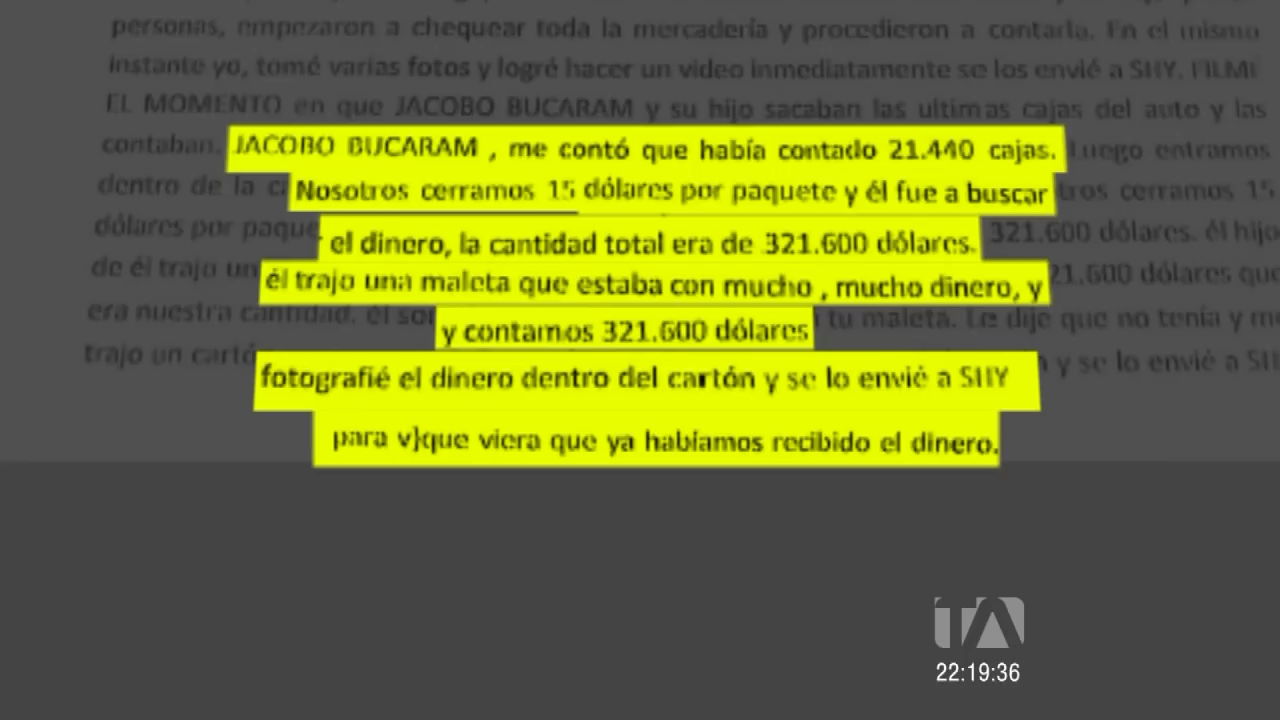 personas, empezaron a chequear toda la mercadería y procedieron a contarla. En el mismo
instante yo, tomé varias fotos y logré hacer un video inmediatamente se los envié a SHY. FILME
EL MOMENTO en que JACOBO BUCARAM y su hijo sacaban las ultimas cajas del auto y las
contaban. JACOBO BUCARAM , me contó que había contado 21.440 cajas. Luego entramos
dentro de la Nosotros cerramos 15 dólares por paquete y él fue a buscar tros cerramos 15
dólares por paque el dinero, la cantidad total era de 321.600 dólares. 321.600 dólares. él hijo
de él trajo un él trajo una maleta que estaba con mucho , mucho dinero, y 21.600 dólares que
era nuestra cantidad. él y contamos 321.600 dólares tu maleta. Le dije que no tenía y me
trajo un cartó fotografié el dinero dentro del cartón y se lo envié a SHY y se lo envié a
para v}que viera que ya habíamos recibido el dinero.
TA
22:19:36